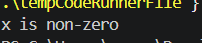 .\tempCodeRunnerFile }
x is non-zero